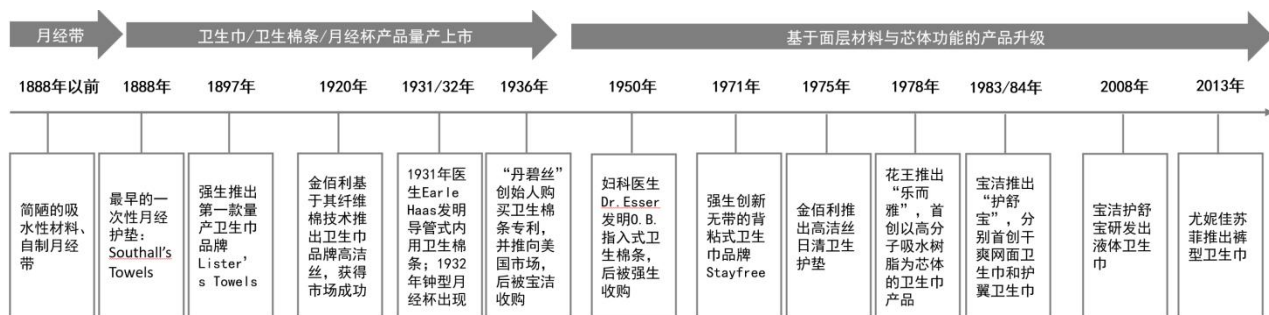 月经带
卫生巾/卫生棉条/月经杯产品量产上市
基于面层材料与芯体功能的产品升级
1888年以前
1888年
1897年
1920年
1931/32年
1936年
1950年
1971年
1975年
1978年
1983/84年
2008年
2013年
简陋的吸
水性材料、
自制月经
带
最早的一
次性月经
护垫：
Southall's
Towels
强生推出
第一款量
产卫生巾
品牌
Lister'
s Towels
金佰利基
于其纤维
棉技术推
出卫生巾
品牌高洁
丝，获得
市场成功
1931年医
生Earle
Haas发明
导管式内
用卫生棉
条；1932
年钟型月
经杯出现
“丹碧丝”
创始人购
买卫生棉
条专利，
并推向美
国市场，
后被宝洁
收购
妇科医生
Dr.Esser
发明O.B.
指入式卫
生棉条，
后被强生
收购
强生创新
无带的背
粘式卫生
巾品牌
Stayfree
金佰利推
出高洁丝
日清卫生
护垫
花王推出
“乐而
雅”，首
创以高分
子吸水树
脂为芯体
的卫生巾
产品
宝洁推出
“护舒
宝”，分
别首创干
爽网面卫
生巾和护
翼卫生巾
宝洁护舒
宝研发出
液体卫生
巾
尤妮佳苏
菲推出裤
型卫生巾